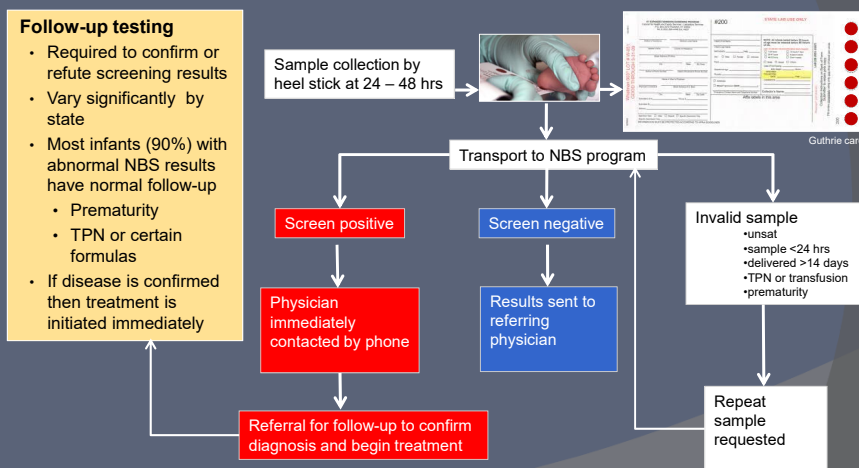 Follow-up testing
• Required to confirm or
refute screening results
• Vary significantly by
state
• Most infants (90%) with
abnormal NBS results
have normal follow-up
• Prematurity
• TPN or certain
formulas
• If disease is confirmed
then treatment is
initiated immediately
Sample collection by
heel stick at 24 – 48 hrs
#200
STATE LAB USE ONLY
Guthrie card
Transport to NBS program
Screen positive
Screen negative
Invalid sample
•unsat
•sample <24 hrs
•delivered >14 days
•TPN or transfusion
•prematurity
Physician
immediately
contacted by phone
Results sent to
referring
physician
Referral for follow-up to confirm
diagnosis and begin treatment
Repeat
sample
requested